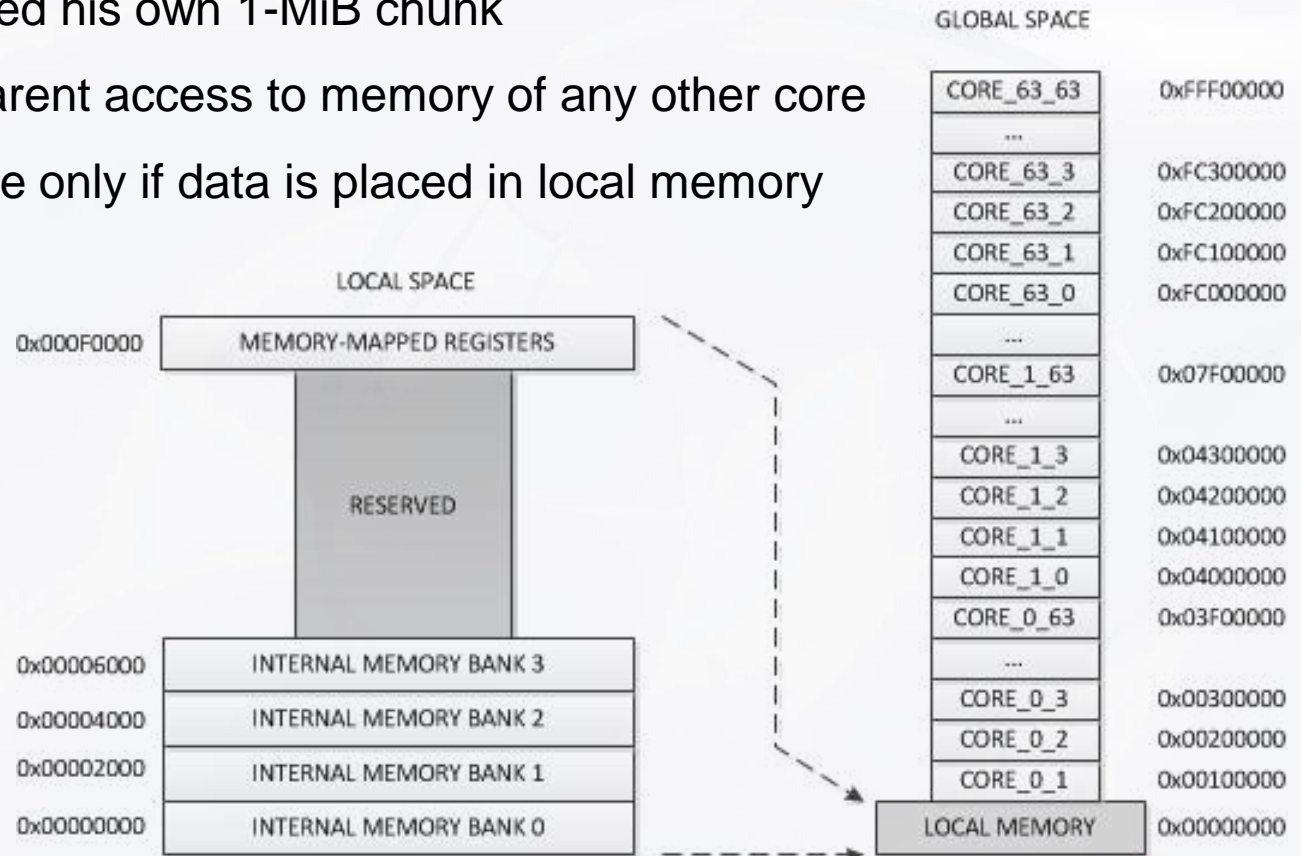 ed his own 1-MiB chunk
arent access to memory of any other core
e only if data is placed in local memory
LOCAL SPACE
0x000F0000 MEMORY-MAPPED REGISTERS
RESERVED
0x00006000 INTERNAL MEMORY BANK 3
0x00004000 INTERNAL MEMORY BANK 2
0x00002000 INTERNAL MEMORY BANK 1
0x00000000 INTERNAL MEMORY BANK 0
GLOBAL SPACE
CORE_63_63 0xFFF00000
...
CORE_63_3 0xFC300000
CORE_63_2 0xFC200000
CORE_63_1 0xFC100000
CORE_63_0 0xFC000000
...
CORE_1_63 0x07F00000
...
CORE_1_3 0x04300000
CORE_1_2 0x04200000
CORE_1_1 0x04100000
CORE_1_0 0x04000000
CORE_0_63 0x03F00000
...
CORE_0_3 0x00300000
CORE_0_2 0x00200000
CORE_0_1 0x00100000
LOCAL MEMORY 0x00000000